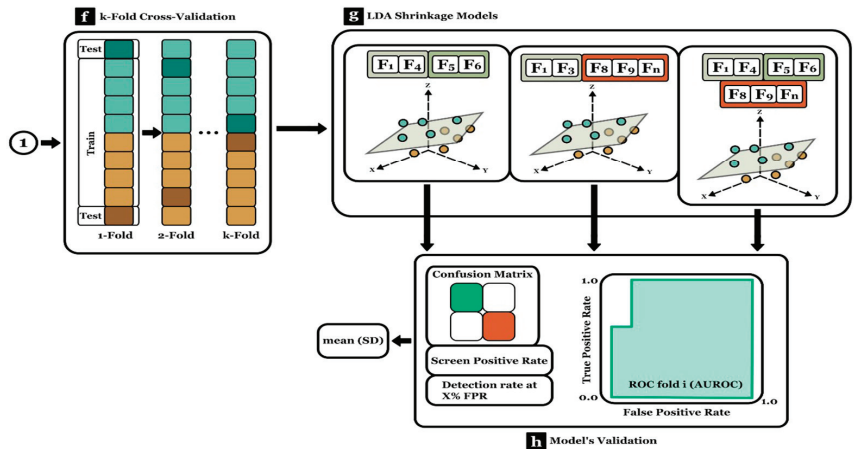 f k-Fold Cross-Validation
Test
Train
Test
1-Fold 2-Fold k-Fold
1
...
g LDA Shrinkage Models
F1 F4 F5 F6
Z
X Y
F1 F3 F8 F9 Fn
Z
X Y
F1 F4 F5 F6
F8 F9 Fn
Z
X Y
Confusion Matrix
Screen Positive Rate
Detection rate at
X% FPR
mean (SD)
1.0
True Positive Rate
0.0
ROC fold i (AUROC)
1.0
False Positive Rate
h Model's Validation